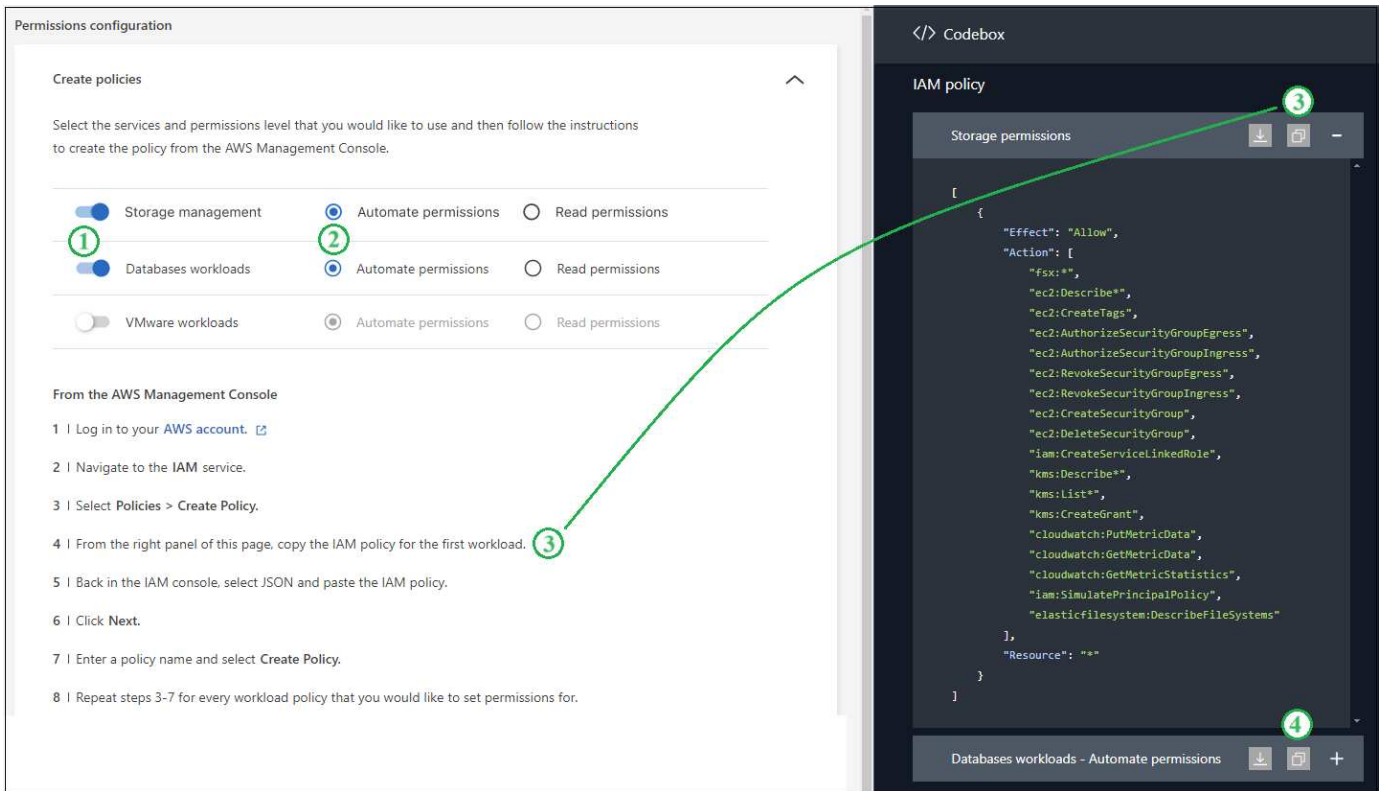 Permissions configuration
Create policies
Select the services and permissions level that you would like to use and then follow the instructions
to create the policy from the AWS Management Console.
Storage management Automate permissions Read permissions
1 2
Databases workloads Automate permissions Read permissions
VMware workloads Automate permissions Read permissions
From the AWS Management Console
1 | Log in to your AWS account.
2 | Navigate to the IAM service.
3 | Select Policies > Create Policy.
4 | From the right panel of this page, copy the IAM policy for the first workload. 3
5 | Back in the IAM console, select JSON and paste the IAM policy.
6 | Click Next.
7 | Enter a policy name and select Create Policy.
8 | Repeat steps 3-7 for every workload policy that you would like to set permissions for.
</> Codebox
IAM policy
3
Storage permissions
[
{
"Effect": "Allow",
"Action": [
"fsx:*",
"ec2:Describe*",
"ec2:CreateTags",
"ec2:AuthorizeSecurityGroupEgress",
"ec2:AuthorizeSecurityGroupIngress",
"ec2:RevokeSecurityGroupEgress",
"ec2:RevokeSecurityGroupIngress",
"ec2:CreateSecurityGroup",
"ec2:DeleteSecurityGroup",
"iam:CreateServiceLinkedRole",
"kms:Describe*",
"kms:List*",
"kms:CreateGrant",
"cloudwatch:PutMetricData",
"cloudwatch:GetMetricData",
"cloudwatch:GetMetricStatistics",
"iam:SimulatePrincipalPolicy",
"elasticfilesystem:DescribeFileSystems"
],
"Resource": "*"
}
]
4
Databases workloads - Automate permissions